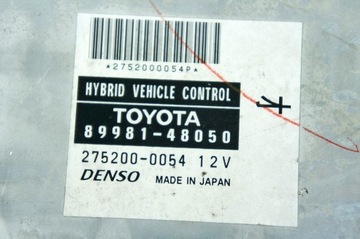 *2752000054P*
HYBRID VEHICLE CONTROL
TOYOTA
89981-48050
275200-0054 12V
DENSO MADE IN JAPAN